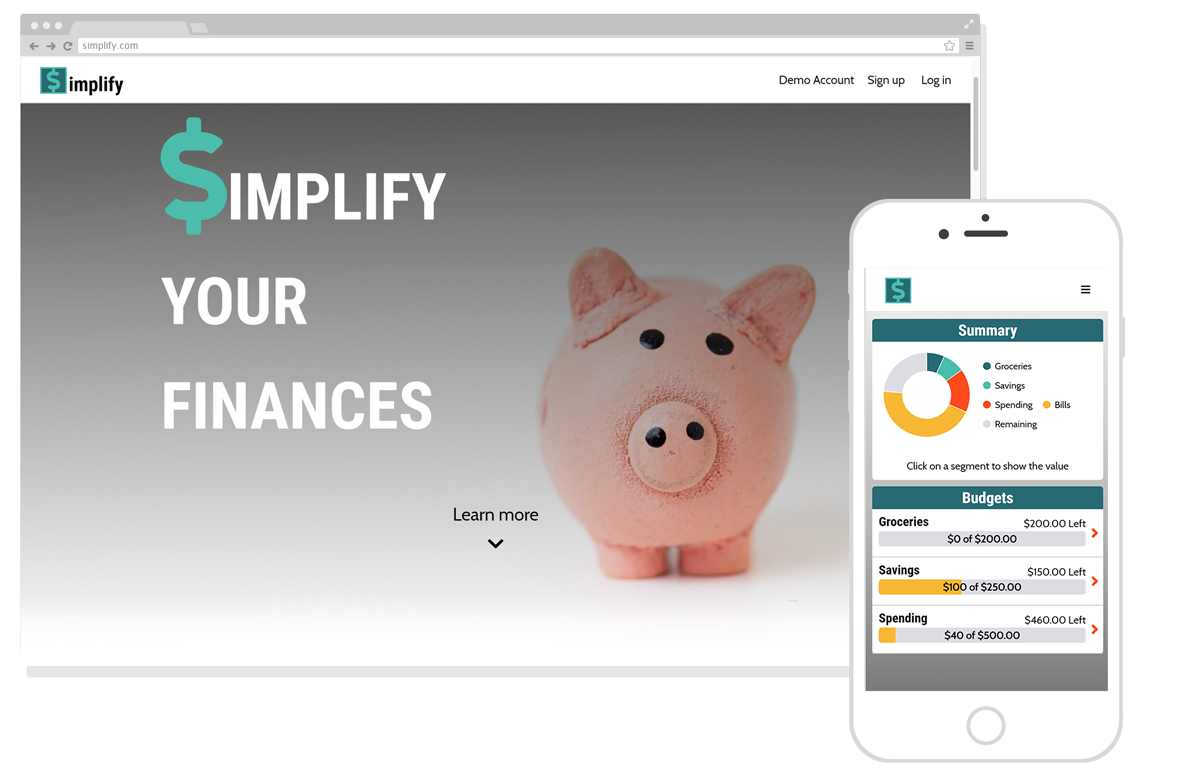 simplify.com
$implify
Demo Account Sign up Log in
$IMPLIFY
YOUR
FINANCES
Learn more
$
Summary
Groceries
Savings
Spending Bills
Remaining
Click on a segment to show the value
Budgets
Groceries $200.00 Left
$0 of $200.00
Savings $150.00 Left
$100 of $250.00
Spending $460.00 Left
$40 of $500.00